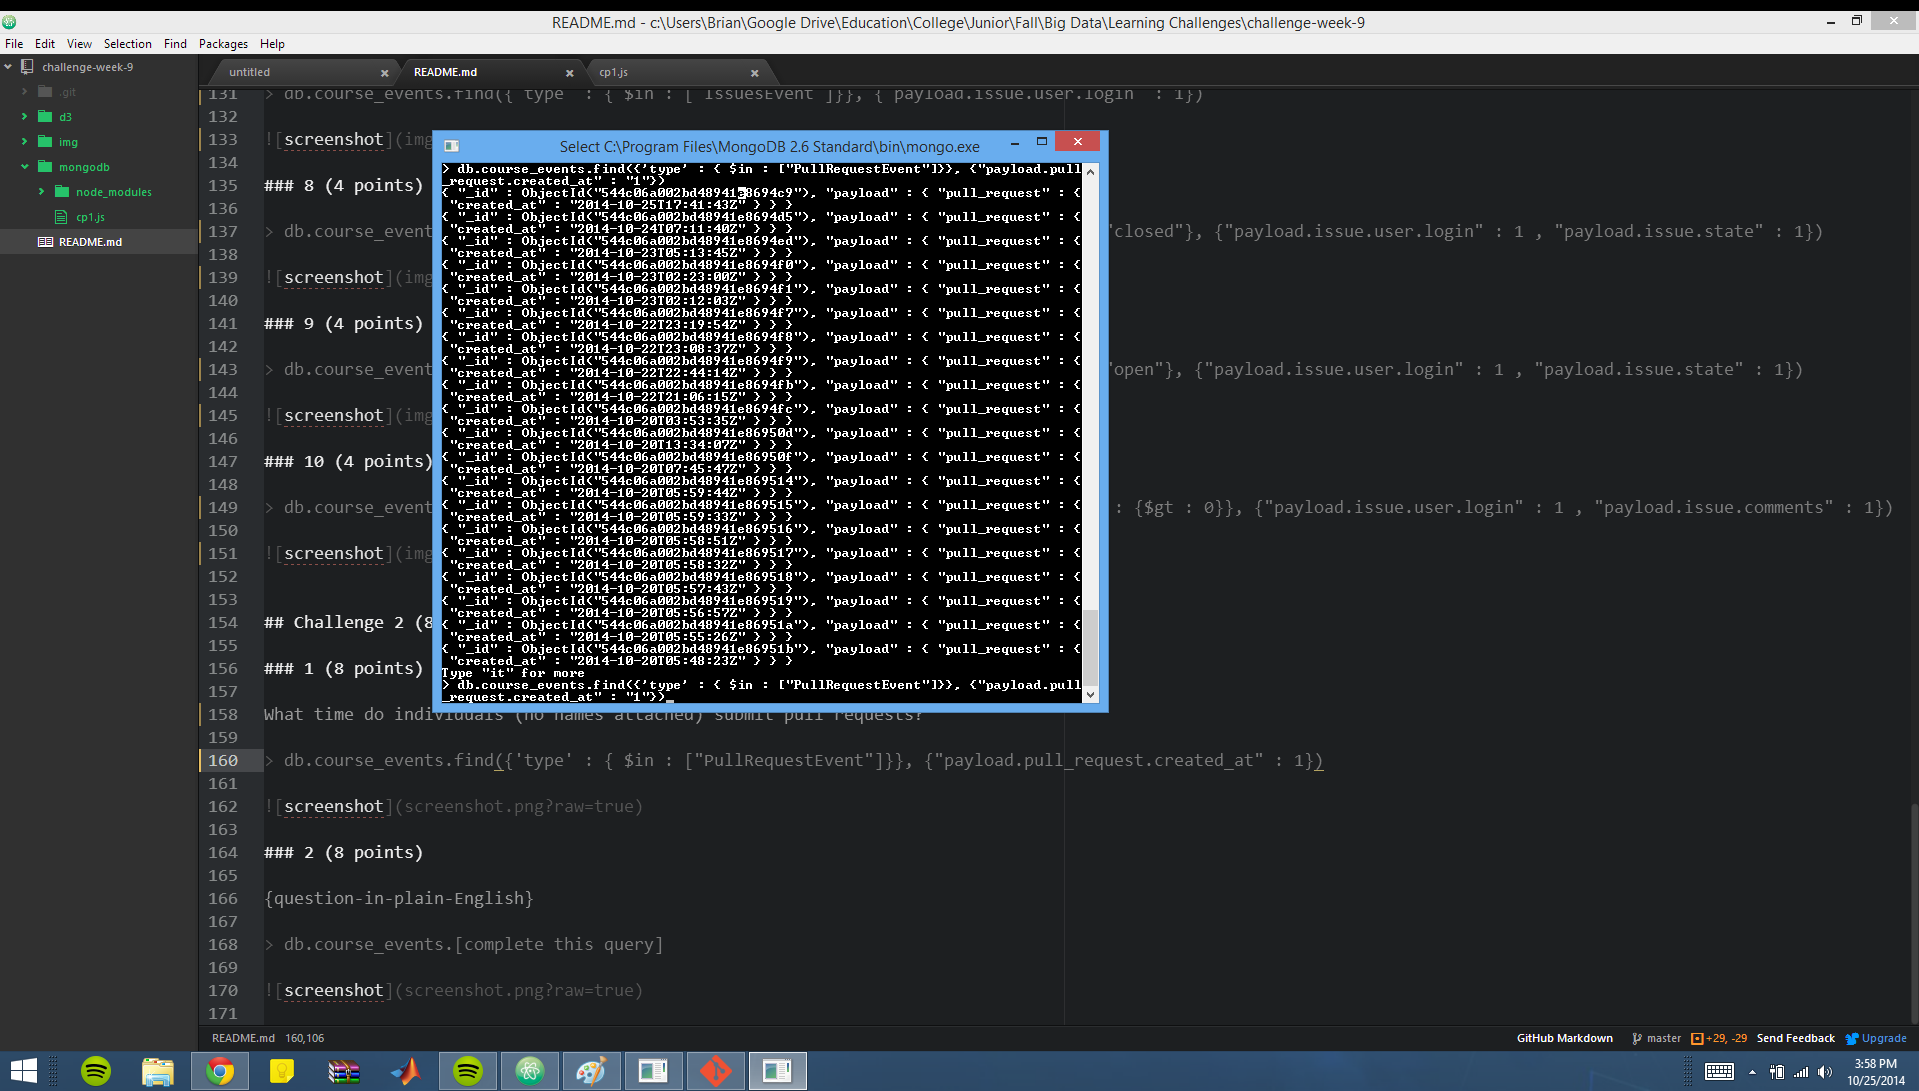 README.md - c:\Users\Brian\Google Drive\Education\College\Junior\Fall\Big Data\Learning Challenges\challenge-week-9
File Edit View Selection Find Packages Help
challenge-week-9
.git
d3
img
mongodb
node_modules
cp1.js
README.md
untitled
README.md
cp1.js
131 > db.course_events.find({ type : { $in : [ IssuesEvent ]}}, { payload.issue.user.login : 1})
132
133 ![screenshot](img
134
135 ### 8 (4 points)
136
137 > db.course_event "closed"}, {"payload.issue.user.login" : 1 , "payload.issue.state" : 1})
138
139 ![screenshot](img
140
141 ### 9 (4 points)
142
143 > db.course_event "open"}, {"payload.issue.user.login" : 1 , "payload.issue.state" : 1})
144
145 ![screenshot](img
146
147 ### 10 (4 points)
148
149 > db.course_event : {$gt : 0}}, {"payload.issue.user.login" : 1 , "payload.issue.comments" : 1})
150
151 ![screenshot](img
152
153
154 ## Challenge 2 (8
155
156 ### 1 (8 points)
157
158 What time do individuals (no names attached) submit pull requests?
159
160 > db.course_events.find({'type' : { $in : ["PullRequestEvent"]}}, {"payload.pull_request.created_at" : 1})
161
162 ![screenshot](screenshot.png?raw=true)
163
164 ### 2 (8 points)
165
166 {question-in-plain-English}
167
168 > db.course_events.[complete this query]
169
170 ![screenshot](screenshot.png?raw=true)
171
Select C:\Program Files\MongoDB 2.6 Standard\bin\mongo.exe
> db.course_events.find({'type' : { $in : ["PullRequestEvent"]}}, {"payload.pull
_request.created_at" : "1"})
{ "_id" : ObjectId("544c06a002bd48941e8694c9"), "payload" : { "pull_request" : {
"created_at" : "2014-10-25T17:41:43Z" } } }
{ "_id" : ObjectId("544c06a002bd48941e8694d5"), "payload" : { "pull_request" : {
"created_at" : "2014-10-24T07:11:40Z" } } }
{ "_id" : ObjectId("544c06a002bd48941e8694ed"), "payload" : { "pull_request" : {
"created_at" : "2014-10-23T05:13:45Z" } } }
{ "_id" : ObjectId("544c06a002bd48941e8694f0"), "payload" : { "pull_request" : {
"created_at" : "2014-10-23T02:23:00Z" } } }
{ "_id" : ObjectId("544c06a002bd48941e8694f1"), "payload" : { "pull_request" : {
"created_at" : "2014-10-23T02:12:03Z" } } }
{ "_id" : ObjectId("544c06a002bd48941e8694f7"), "payload" : { "pull_request" : {
"created_at" : "2014-10-22T23:19:54Z" } } }
{ "_id" : ObjectId("544c06a002bd48941e8694f8"), "payload" : { "pull_request" : {
"created_at" : "2014-10-22T23:08:37Z" } } }
{ "_id" : ObjectId("544c06a002bd48941e8694f9"), "payload" : { "pull_request" : {
"created_at" : "2014-10-22T22:44:14Z" } } }
{ "_id" : ObjectId("544c06a002bd48941e8694fb"), "payload" : { "pull_request" : {
"created_at" : "2014-10-22T21:06:15Z" } } }
{ "_id" : ObjectId("544c06a002bd48941e8694fc"), "payload" : { "pull_request" : {
"created_at" : "2014-10-20T03:53:35Z" } } }
{ "_id" : ObjectId("544c06a002bd48941e86950d"), "payload" : { "pull_request" : {
"created_at" : "2014-10-20T13:34:07Z" } } }
{ "_id" : ObjectId("544c06a002bd48941e86950f"), "payload" : { "pull_request" : {
"created_at" : "2014-10-20T07:45:47Z" } } }
{ "_id" : ObjectId("544c06a002bd48941e869514"), "payload" : { "pull_request" : {
"created_at" : "2014-10-20T05:59:44Z" } } }
{ "_id" : ObjectId("544c06a002bd48941e869515"), "payload" : { "pull_request" : {
"created_at" : "2014-10-20T05:59:33Z" } } }
{ "_id" : ObjectId("544c06a002bd48941e869516"), "payload" : { "pull_request" : {
"created_at" : "2014-10-20T05:58:51Z" } } }
{ "_id" : ObjectId("544c06a002bd48941e869517"), "payload" : { "pull_request" : {
"created_at" : "2014-10-20T05:58:32Z" } } }
{ "_id" : ObjectId("544c06a002bd48941e869518"), "payload" : { "pull_request" : {
"created_at" : "2014-10-20T05:57:43Z" } } }
{ "_id" : ObjectId("544c06a002bd48941e869519"), "payload" : { "pull_request" : {
"created_at" : "2014-10-20T05:56:57Z" } } }
{ "_id" : ObjectId("544c06a002bd48941e86951a"), "payload" : { "pull_request" : {
"created_at" : "2014-10-20T05:55:26Z" } } }
{ "_id" : ObjectId("544c06a002bd48941e86951b"), "payload" : { "pull_request" : {
"created_at" : "2014-10-20T05:48:23Z" } } }
Type "it" for more
> db.course_events.find({'type' : { $in : ["PullRequestEvent"]}}, {"payload.pull
_request.created_at" : "1"})_
README.md 160,106
GitHub Markdown master +29, -29 Send Feedback Upgrade
3:58 PM
10/25/2014